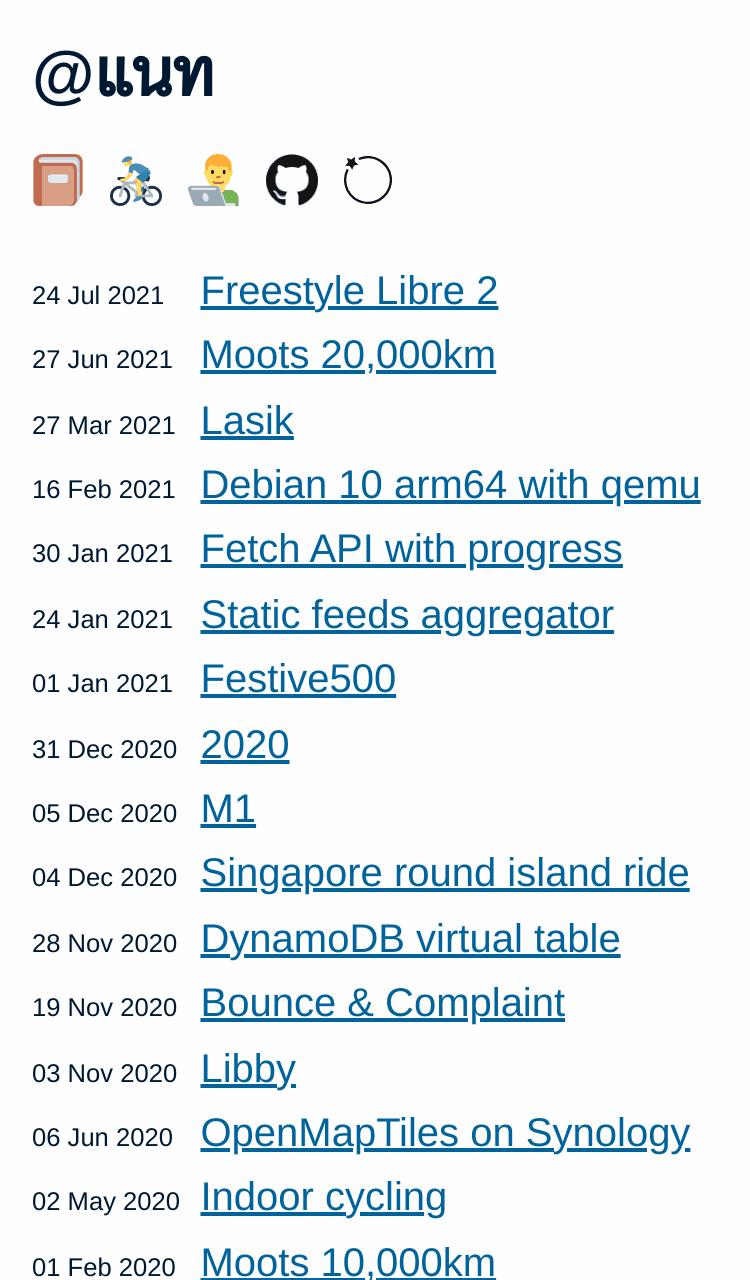 @แนท
24 Jul 2021 Freestyle Libre 2
27 Jun 2021 Moots 20,000km
27 Mar 2021 Lasik
16 Feb 2021 Debian 10 arm64 with qemu
30 Jan 2021 Fetch API with progress
24 Jan 2021 Static feeds aggregator
01 Jan 2021 Festive500
31 Dec 2020 2020
05 Dec 2020 M1
04 Dec 2020 Singapore round island ride
28 Nov 2020 DynamoDB virtual table
19 Nov 2020 Bounce & Complaint
03 Nov 2020 Libby
06 Jun 2020 OpenMapTiles on Synology
02 May 2020 Indoor cycling
01 Feb 2020 Moots 10,000km